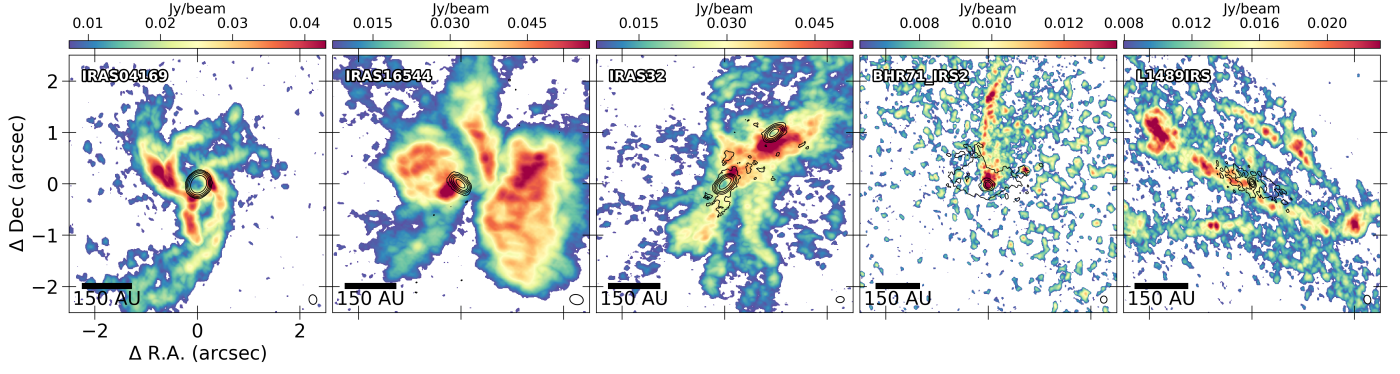 Jy/beam Jy/beam Jy/beam Jy/beam Jy/beam
0.01 0.02 0.03 0.04 0.015 0.030 0.045 0.015 0.030 0.045 0.008 0.010 0.012 0.008 0.012 0.016 0.020
IRAS04169 IRAS16544 IRAS32 BHR71_IRS2 L1489IRS
2
1
0
−1
−2
Δ Dec (arcsec)
150 AU 150 AU 150 AU 150 AU 150 AU
−2 0 2
Δ R.A. (arcsec)